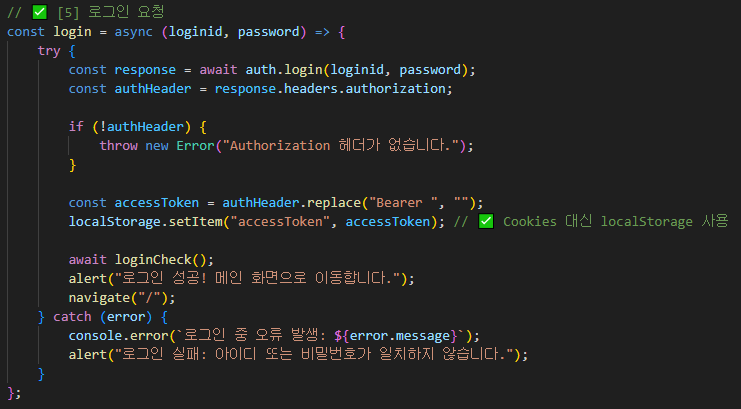 // ✅ [5] 로그인 요청
const login = async (loginid, password) => {
    try {
        const response = await auth.login(loginid, password);
        const authHeader = response.headers.authorization;

        if (!authHeader) {
            throw new Error("Authorization 헤더가 없습니다.");
        }

        const accessToken = authHeader.replace("Bearer ", "");
        localStorage.setItem("accessToken", accessToken); // ✅ Cookies 대신 localStorage 사용

        await loginCheck();
        alert("로그인 성공! 메인 화면으로 이동합니다.");
        navigate("/");
    } catch (error) {
        console.error(`로그인 중 오류 발생: ${error.message}`);
        alert("로그인 실패: 아이디 또는 비밀번호가 일치하지 않습니다.");
    }
};